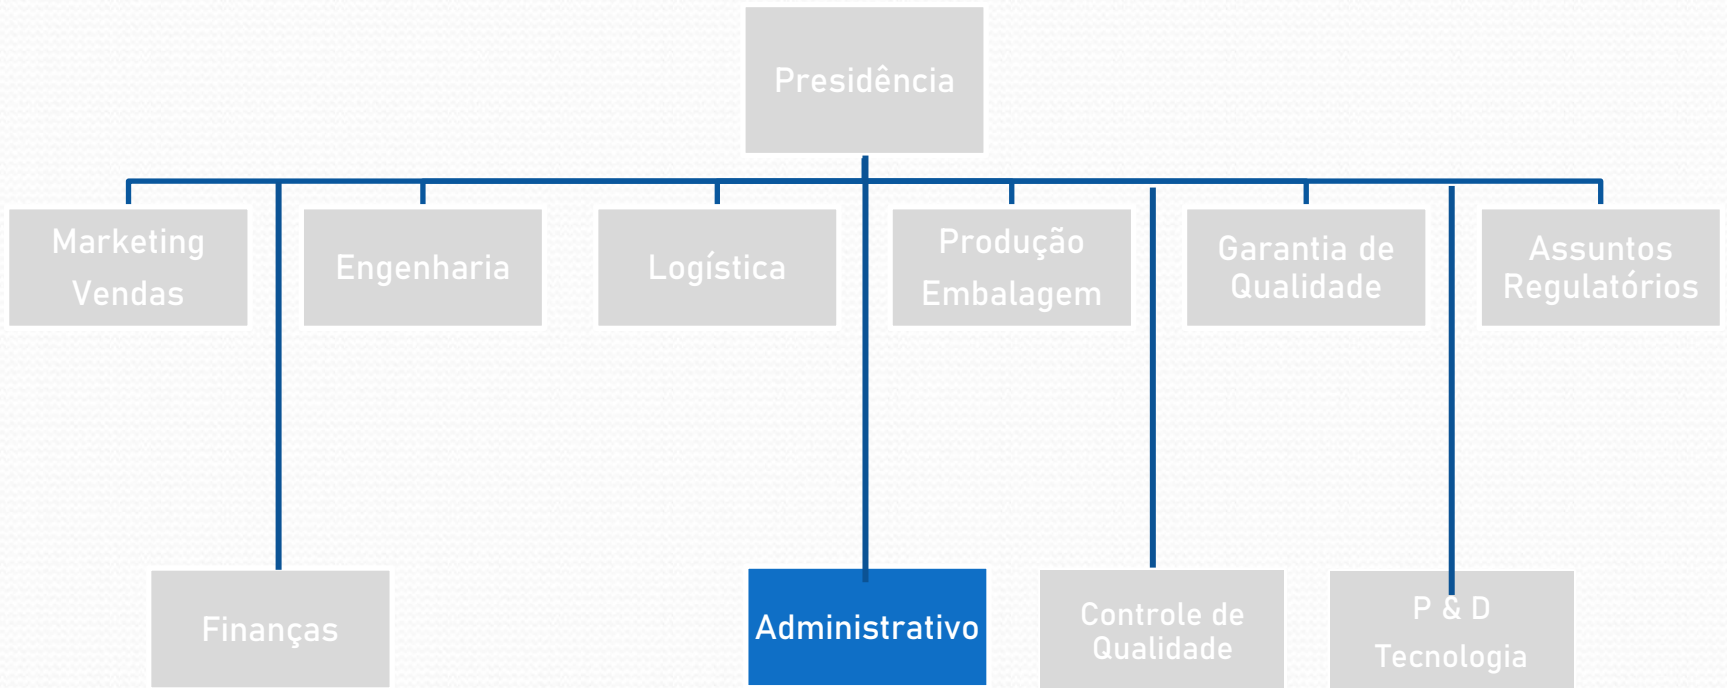 Presidência
Marketing
Vendas
Engenharia
Logística
Produção
Embalagem
Garantia de
Qualidade
Assuntos
Regulatórios
Finanças
Administrativo
Controle de
Qualidade
P & D
Tecnologia